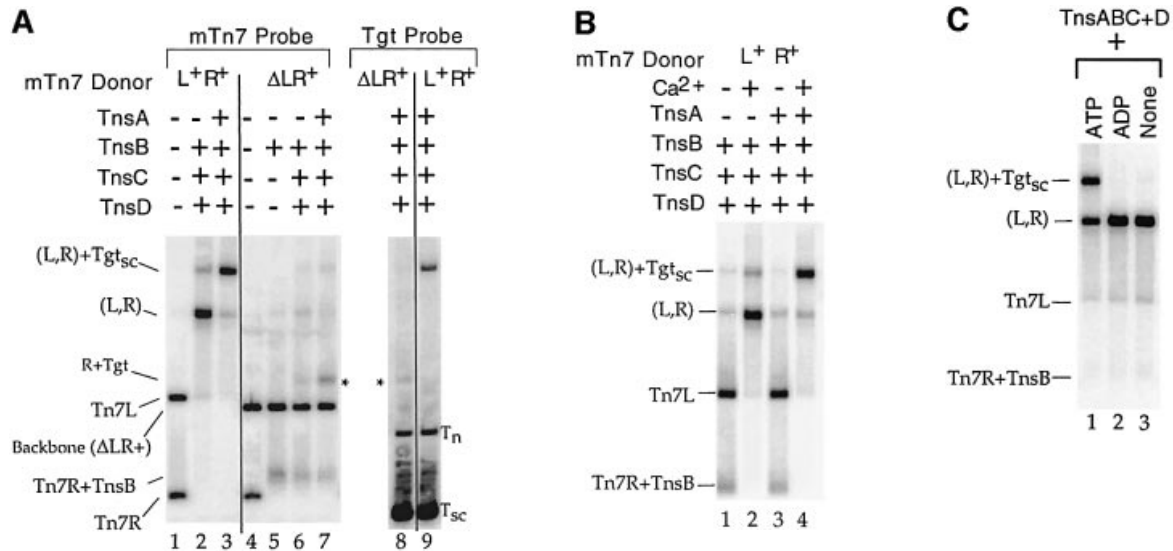 A
mTn7 Probe Tgt Probe
mTn7 Donor L+R+ ΔLR+ ΔLR+ L+R+
TnsA - - + - - - + + +
TnsB - + + - + + + + +
TnsC - + + - - + + + +
TnsD - + + - - + + + +
(L,R)+Tgtsc
(L,R)
R+Tgt * *
Tn7L
Tn
Backbone (ΔLR+)
Tn7R+TnsB
Tn7R
Tsc
1 2 3 4 5 6 7 8 9
B
mTn7 Donor L+ R+
Ca2+ - + - +
TnsA - - + +
TnsB + + + +
TnsC + + + +
TnsD + + + +
(L,R)+Tgtsc
(L,R)
Tn7L
Tn7R+TnsB
1 2 3 4
C
TnsABC+D
+
ATP ADP None
(L,R)+Tgtsc
(L,R)
Tn7L
Tn7R+TnsB
1 2 3